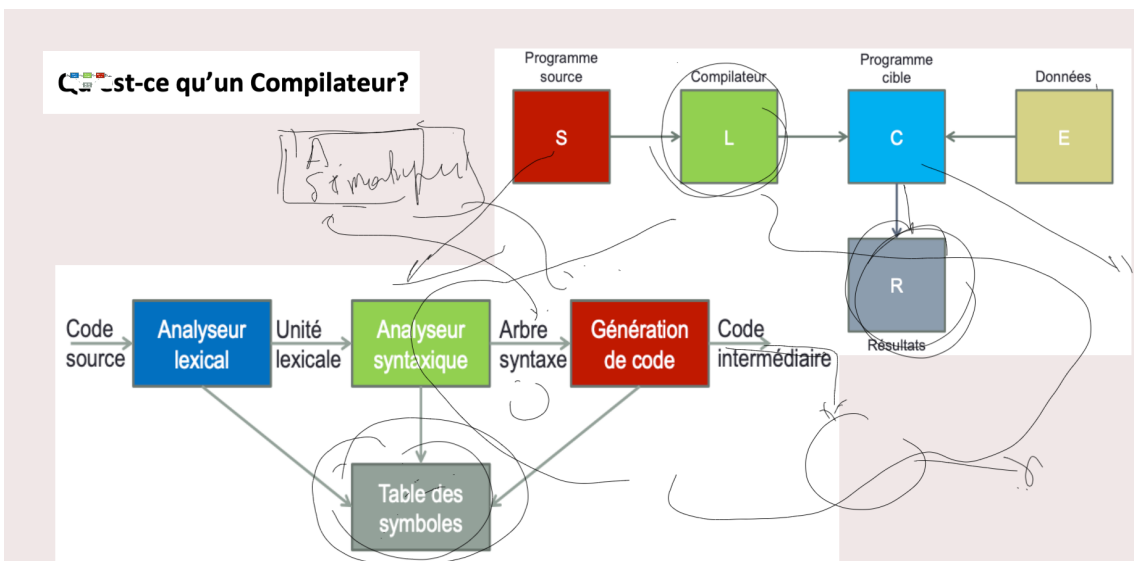 Qu'est-ce qu'un Compilateur?
Programme
source
Compilateur
Programme
cible
Données
S
L
C
E
R
Résultats
Code
source
Analyseur
lexical
Unité
lexicale
Analyseur
syntaxique
Arbre
syntaxe
Génération
de code
Code
intermédiaire
Table des
symboles